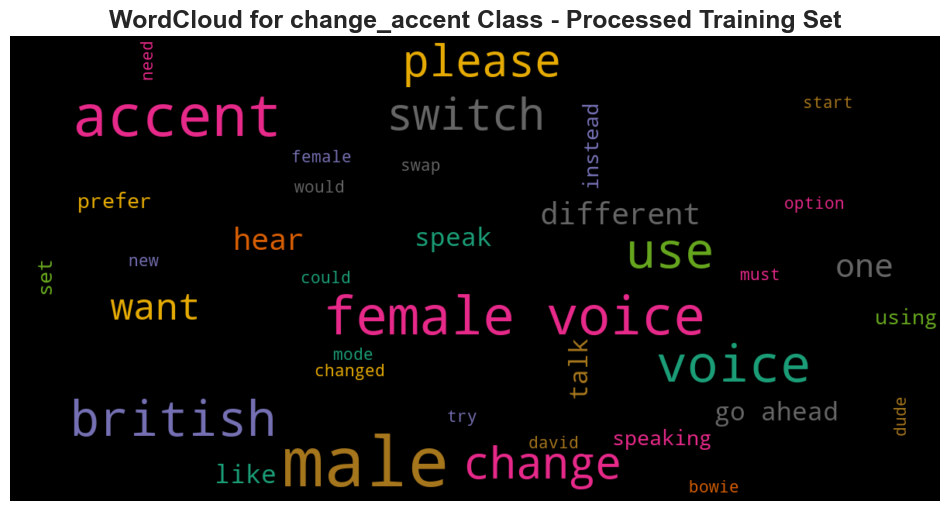 WordCloud for change_accent Class - Processed Training Set
need
please
accent
switch
start
instead
female
swap
would
prefer
option
different
hear
speak
use
new
set
could
must
one
want
female voice
using
mode
changed
talk
voice
british
try
go ahead
dude
speaking
david
male
change
like
bowie